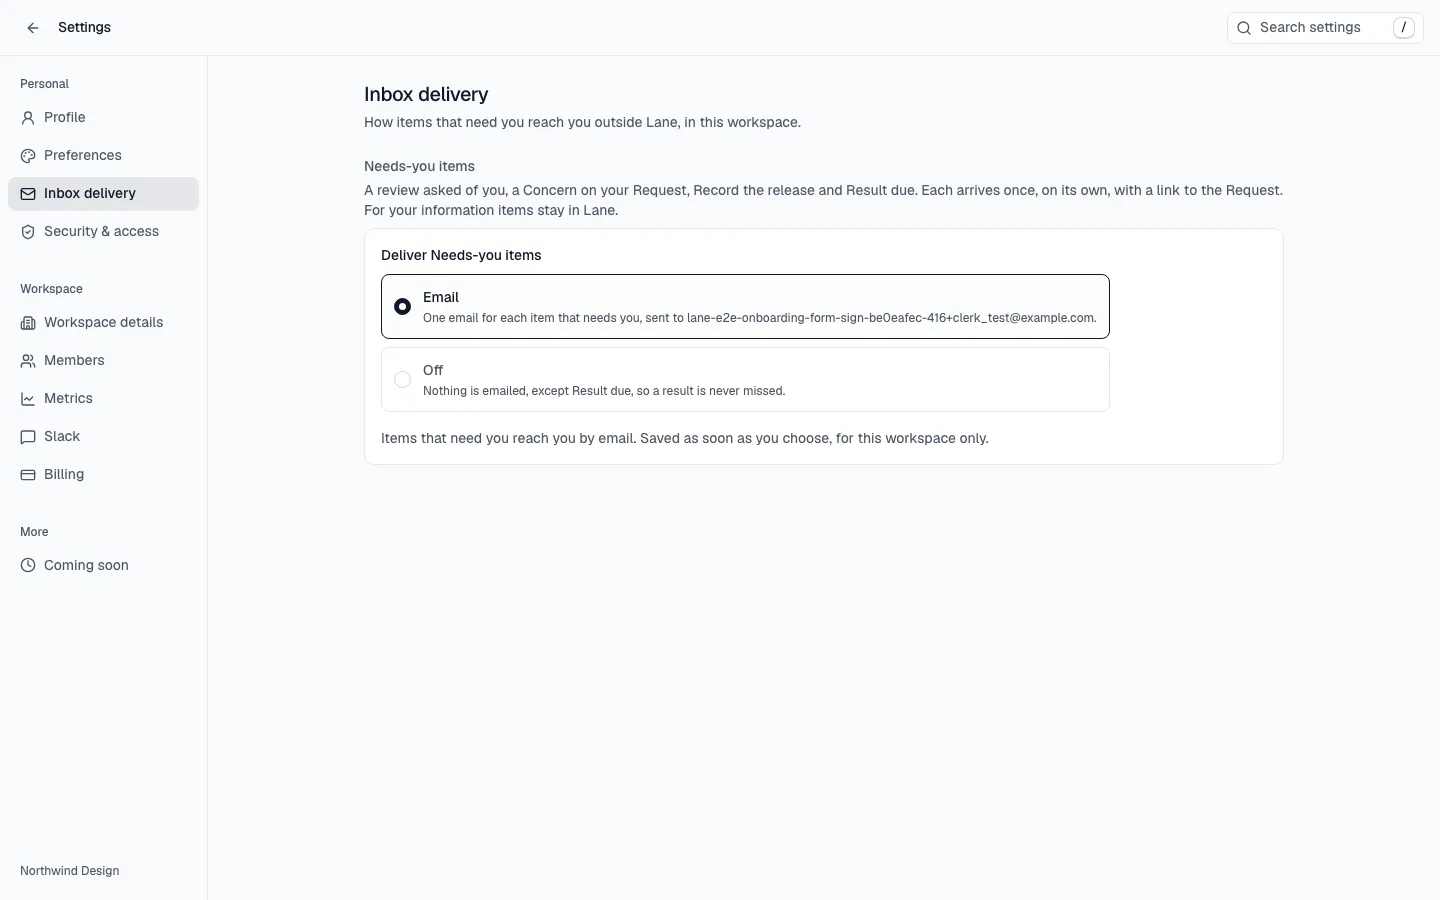 Settings
Search settings
/
Personal
Profile
Preferences
Inbox delivery
Security & access
Workspace
Workspace details
Members
Metrics
Slack
Billing
More
Coming soon
Northwind Design
Inbox delivery
How items that need you reach you outside Lane, in this workspace.
Needs-you items
A review asked of you, a Concern on your Request, Record the release and Result due. Each arrives once, on its own, with a link to the Request.
For your information items stay in Lane.
Deliver Needs-you items
Email
One email for each item that needs you, sent to lane-e2e-onboarding-form-sign-be0eafec-416+clerk_test@example.com.
Off
Nothing is emailed, except Result due, so a result is never missed.
Items that need you reach you by email. Saved as soon as you choose, for this workspace only.